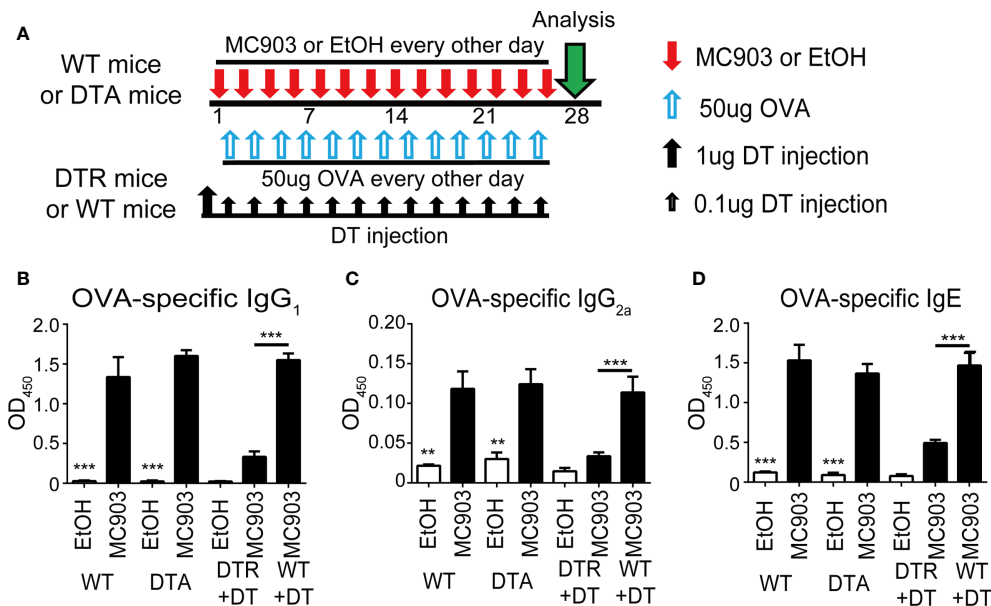 A
Analysis
WT mice
or DTA mice
MC903 or EtOH every other day
1 7 14 21 28
50ug OVA every other day
DTR mice
or WT mice
DT injection
MC903 or EtOH
50ug OVA
1ug DT injection
0.1ug DT injection
B
OVA-specific IgG1
OD450
2.0
1.5
1.0
0.5
0
*** *** ***
EtOH MC903 EtOH MC903 EtOH MC903 MC903
WT DTA DTR +DT WT +DT
C
OVA-specific IgG2a
OD450
0.20
0.15
0.10
0.05
0
** ** ***
EtOH MC903 EtOH MC903 EtOH MC903 MC903
WT DTA DTR +DT WT +DT
D
OVA-specific IgE
OD450
2.0
1.5
1.0
0.5
0
*** *** ***
EtOH MC903 EtOH MC903 EtOH MC903 MC903
WT DTA DTR +DT WT +DT